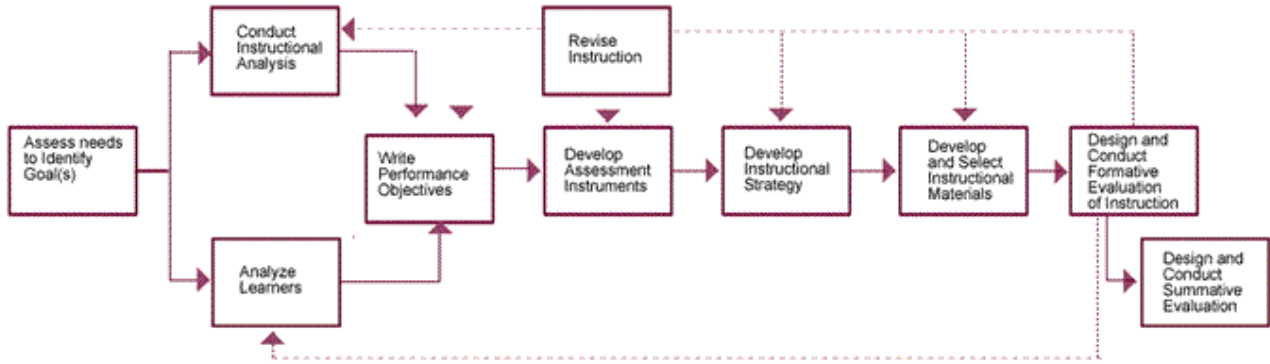 Conduct
Instructional
Analysis
Revise
Instruction
Assess needs
to Identify
Goal(s)
Write
Performance
Objectives
Develop
Assessment
Instruments
Develop
Instructional
Strategy
Develop
and Select
Instructional
Materials
Design and
Conduct
Formative
Evaluation
of Instruction
Analyze
Learners
Design and
Conduct
Summative
Evaluation